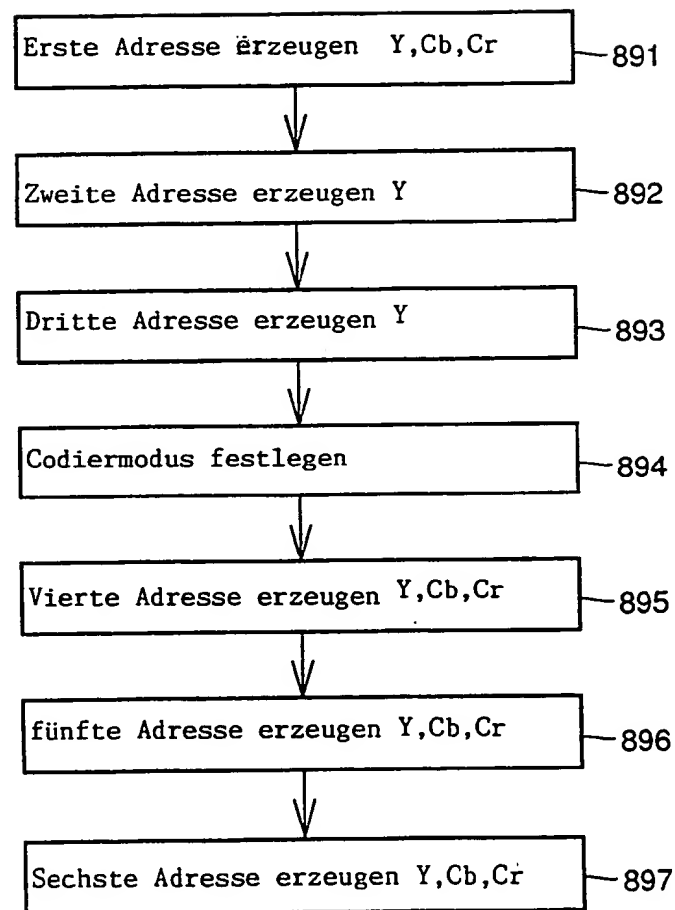 Erste Adresse erzeugen Y,Cb,Cr 891
Zweite Adresse erzeugen Y 892
Dritte Adresse erzeugen Y 893
Codiermodus festlegen 894
Vierte Adresse erzeugen Y,Cb,Cr 895
fünfte Adresse erzeugen Y,Cb,Cr 896
Sechste Adresse erzeugen Y,Cb,Cr 897